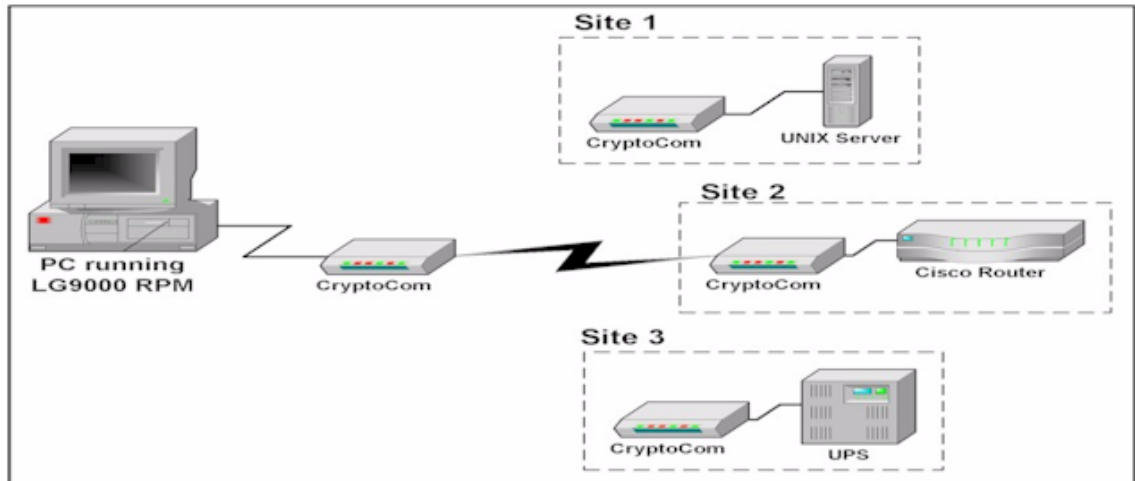 Site 1
CryptoCom
UNIX Server
Site 2
PC running
LG9000 RPM
CryptoCom
CryptoCom
Cisco Router
Site 3
CryptoCom
UPS